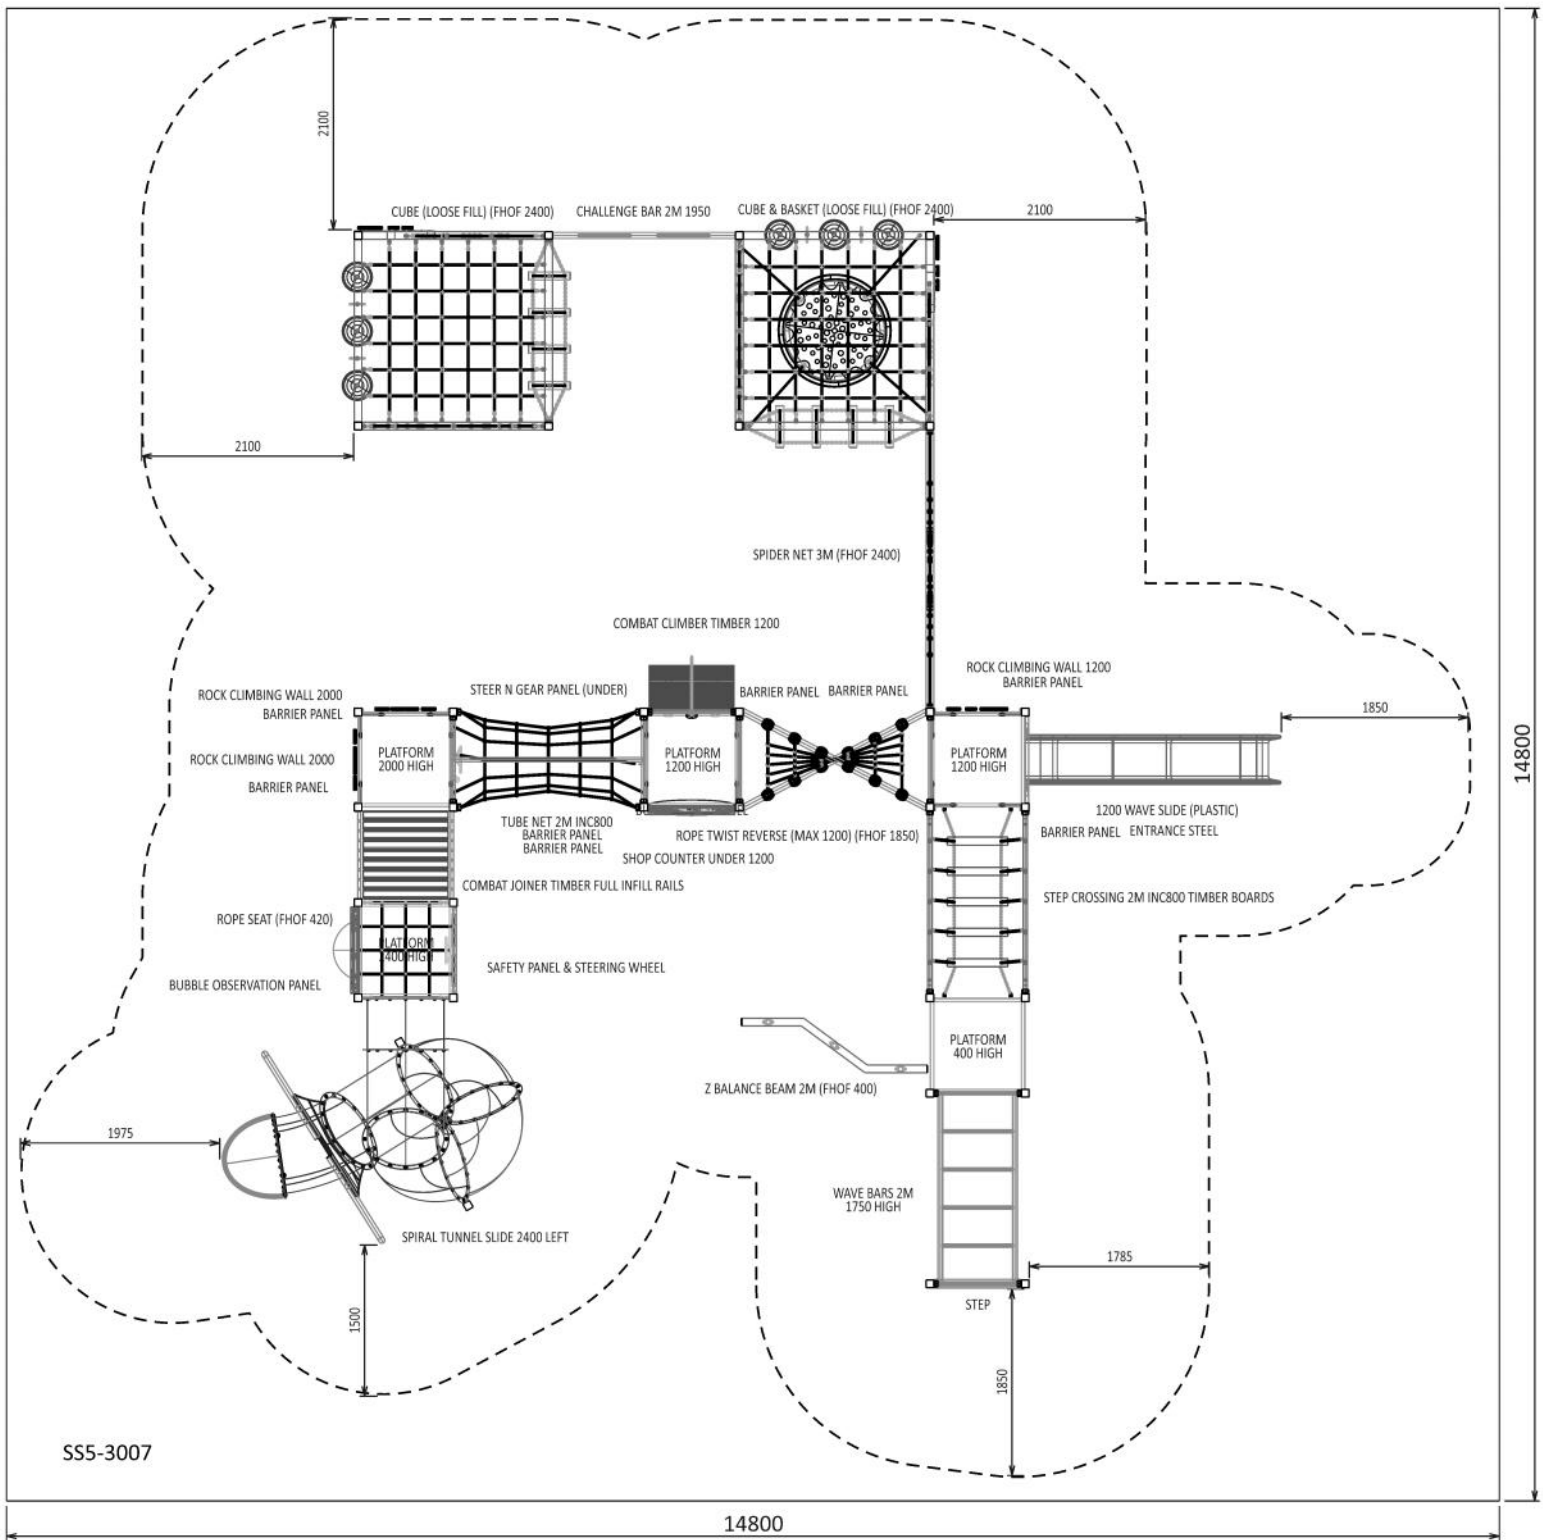 2100
CUBE (LOOSE FILL) (FHOF 2400)
CHALLENGE BAR 2M 1950
CUBE & BASKET (LOOSE FILL) (FHOF 2400)
2100
2100
SPIDER NET 3M (FHOF 2400)
COMBAT CLIMBER TIMBER 1200
ROCK CLIMBING WALL 1200
BARRIER PANEL
ROCK CLIMBING WALL 2000
BARRIER PANEL
STEER N GEAR PANEL (UNDER)
BARRIER PANEL
BARRIER PANEL
1850
14800
ROCK CLIMBING WALL 2000
BARRIER PANEL
PLATFORM
2000 HIGH
PLATFORM
1200 HIGH
PLATFORM
1200 HIGH
1200 WAVE SLIDE (PLASTIC)
BARRIER PANEL
ENTRANCE STEEL
TUBE NET 2M INC800
BARRIER PANEL
BARRIER PANEL
ROPE TWIST REVERSE (MAX 1200) (FHOF 1850)
SHOP COUNTER UNDER 1200
COMBAT JOINER TIMBER FULL INFILL RAILS
STEP CROSSING 2M INC800 TIMBER BOARDS
ROPE SEAT (FHOF 420)
PLATFORM
2400 HIGH
SAFETY PANEL & STEERING WHEEL
BUBBLE OBSERVATION PANEL
PLATFORM
400 HIGH
Z BALANCE BEAM 2M (FHOF 400)
1975
WAVE BARS 2M
1750 HIGH
SPIRAL TUNNEL SLIDE 2400 LEFT
1785
STEP
1500
1850
SS5-3007
14800